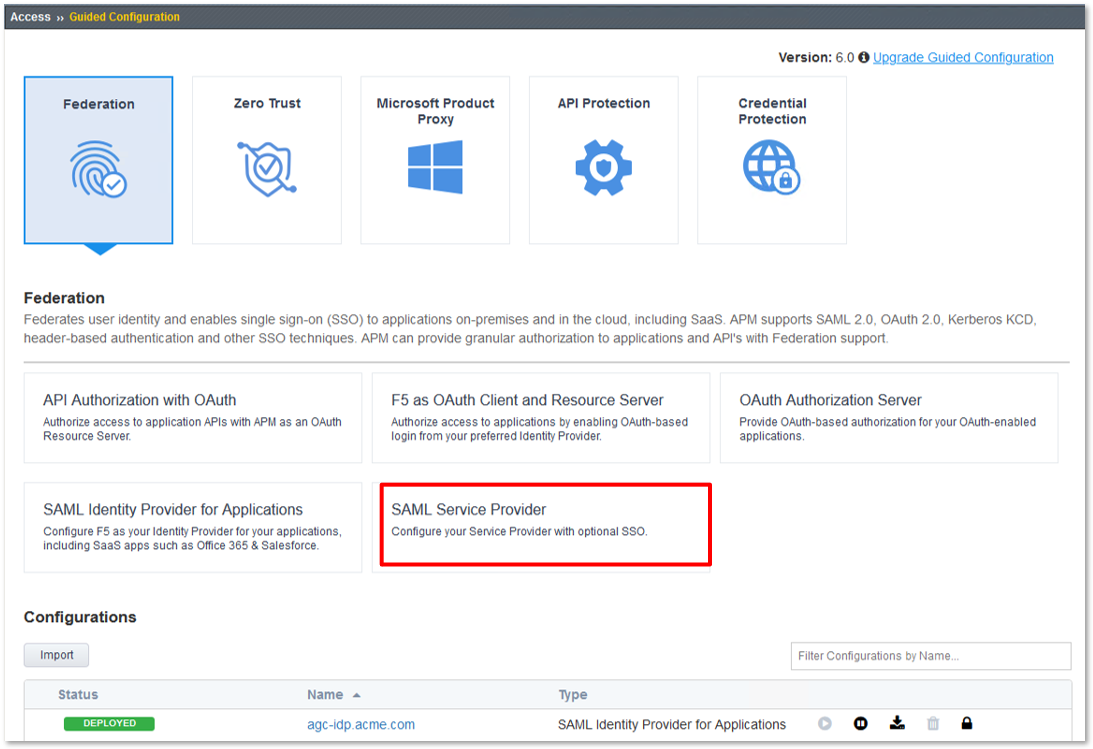 Access ›› Guided Configuration
Version: 6.0 Upgrade Guided Configuration
Federation
Zero Trust
Microsoft Product
Proxy
API Protection
Credential
Protection
Federation
Federates user identity and enables single sign-on (SSO) to applications on-premises and in the cloud, including SaaS. APM supports SAML 2.0, OAuth 2.0, Kerberos KCD,
header-based authentication and other SSO techniques. APM can provide granular authorization to applications and API's with Federation support.
API Authorization with OAuth
Authorize access to application APIs with APM as an OAuth
Resource Server.
F5 as OAuth Client and Resource Server
Authorize access to applications by enabling OAuth-based
login from your preferred Identity Provider.
OAuth Authorization Server
Provide OAuth-based authorization for your OAuth-enabled
applications.
SAML Identity Provider for Applications
Configure F5 as your Identity Provider for your applications,
including SaaS apps such as Office 365 & Salesforce.
SAML Service Provider
Configure your Service Provider with optional SSO.
Configurations
Import
Filter Configurations by Name...
Status Name Type
DEPLOYED agc-idp.acme.com SAML Identity Provider for Applications